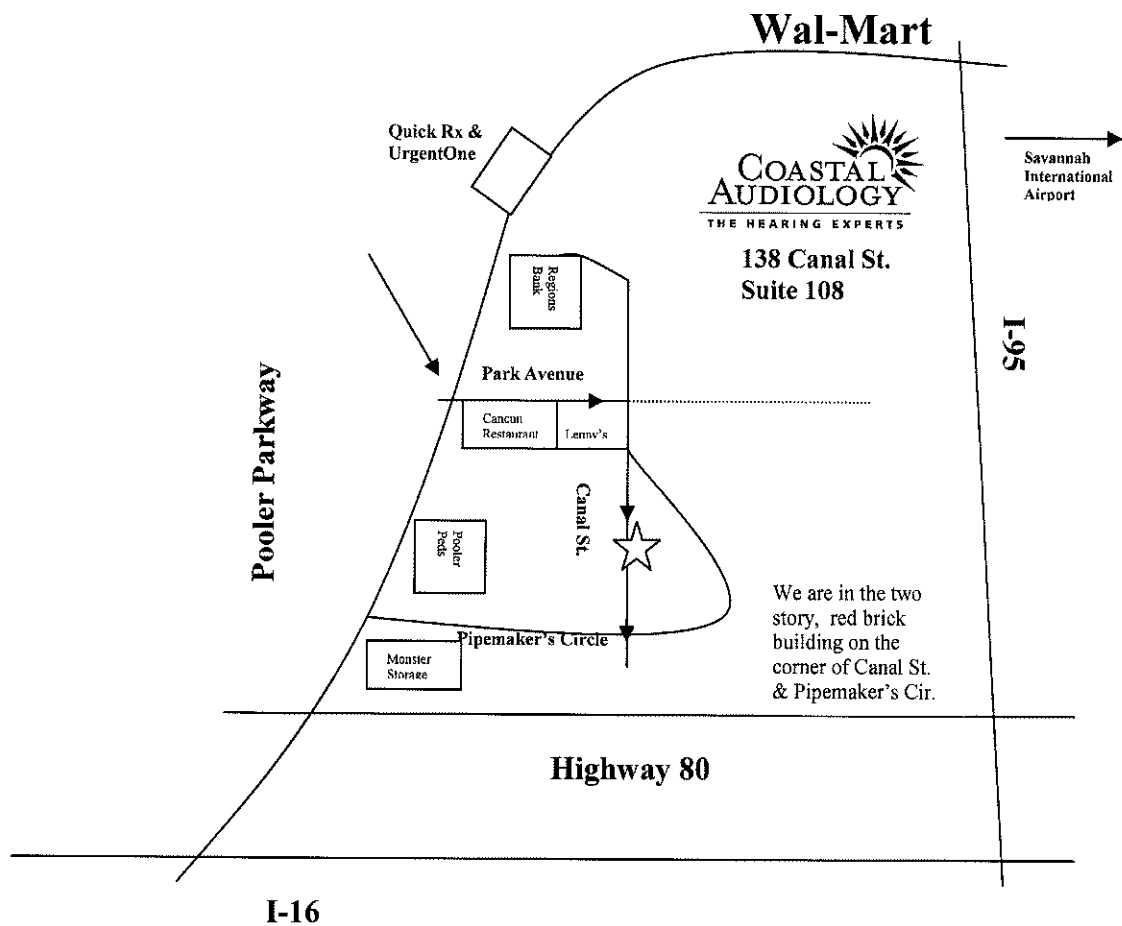 Wal-Mart
Quick Rx &
UrgentOne
COASTAL
AUDIOLOGY
THE HEARING EXPERTS
Savannah
International
Airport
138 Canal St.
Suite 108
Regions
Bank
I-95
Pooler Parkway
Park Avenue
Cancun
Restaurant
Lenny's
Canal St.
Pooler
Peds
We are in the two
story, red brick
building on the
corner of Canal St.
& Pipemaker's Cir.
Pipemaker's Circle
Monster
Storage
Highway 80
I-16